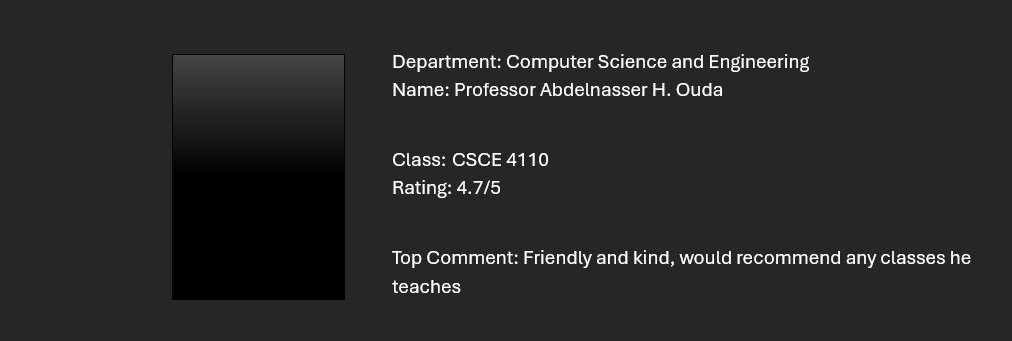 Department: Computer Science and Engineering
Name: Professor Abdelnasser H. Ouda
Class: CSCE 4110
Rating: 4.7/5
Top Comment: Friendly and kind, would recommend any classes he
teaches